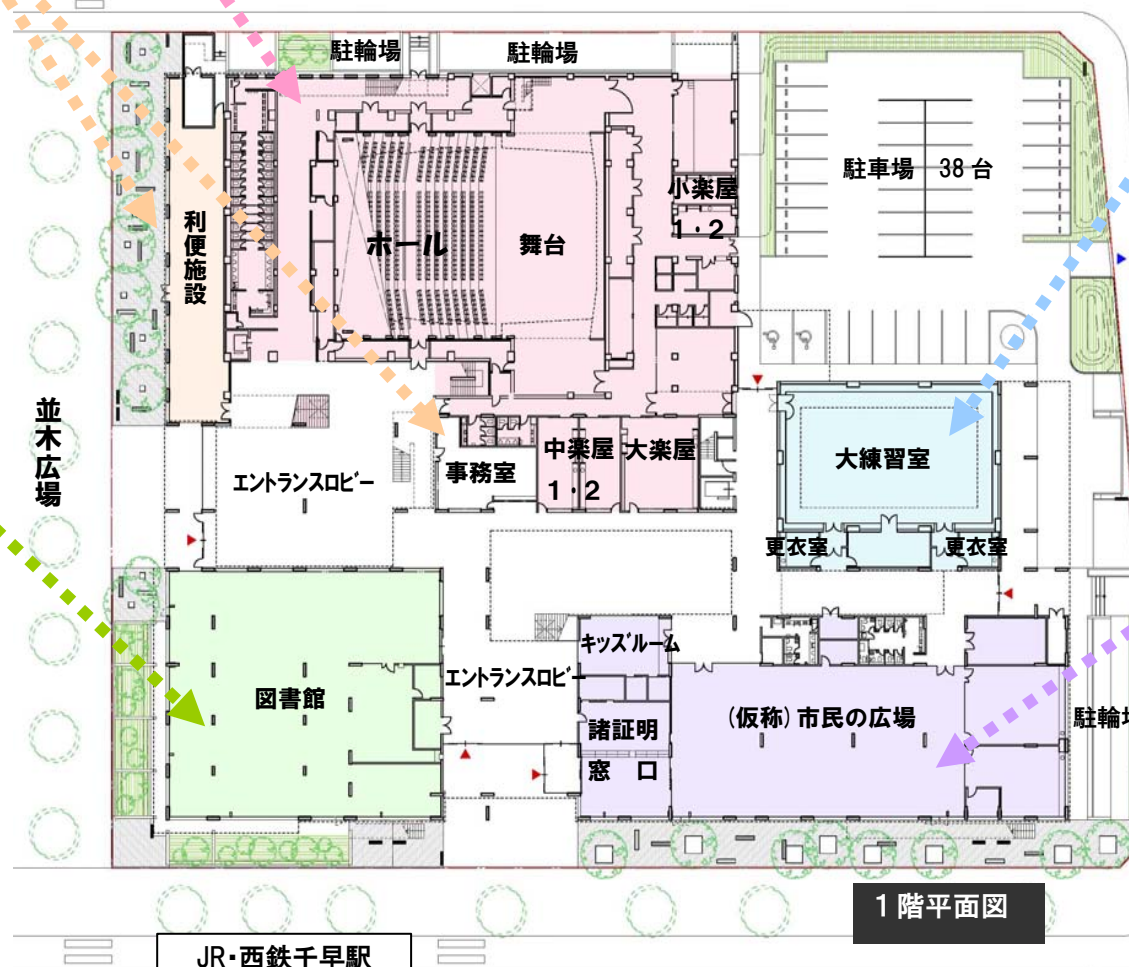 駐輪場
駐輪場
駐車場 38台
利便施設
ホール
舞台
小楽屋
1・2
並木広場
エントランスロビー
事務室
中楽屋
1・2
大楽屋
大練習室
更衣室
更衣室
キッズルーム
エントランスロビー
図書館
諸証明
窓 口
(仮称)市民の広場
駐輪場
1階平面図
JR・西鉄千早駅